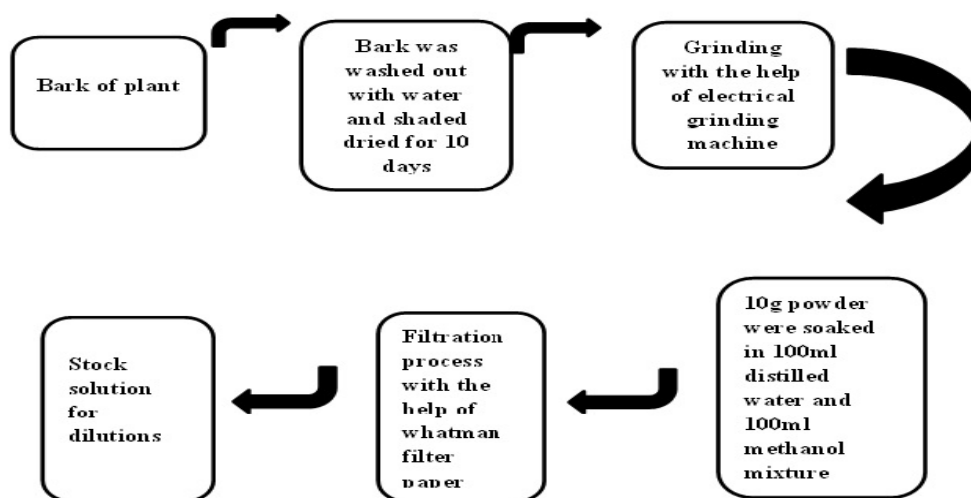 Bark of plant
Bark was
washed out
with water
and shaded
dried for 10
days
Grinding
with the help
of electrical
grinding
machine
10g powder
were soaked
in 100ml
distilled
water and
100ml
methanol
mixture
Filtration
process
with the
help of
whatman
filter
paper
Stock
solution
for
dilutions